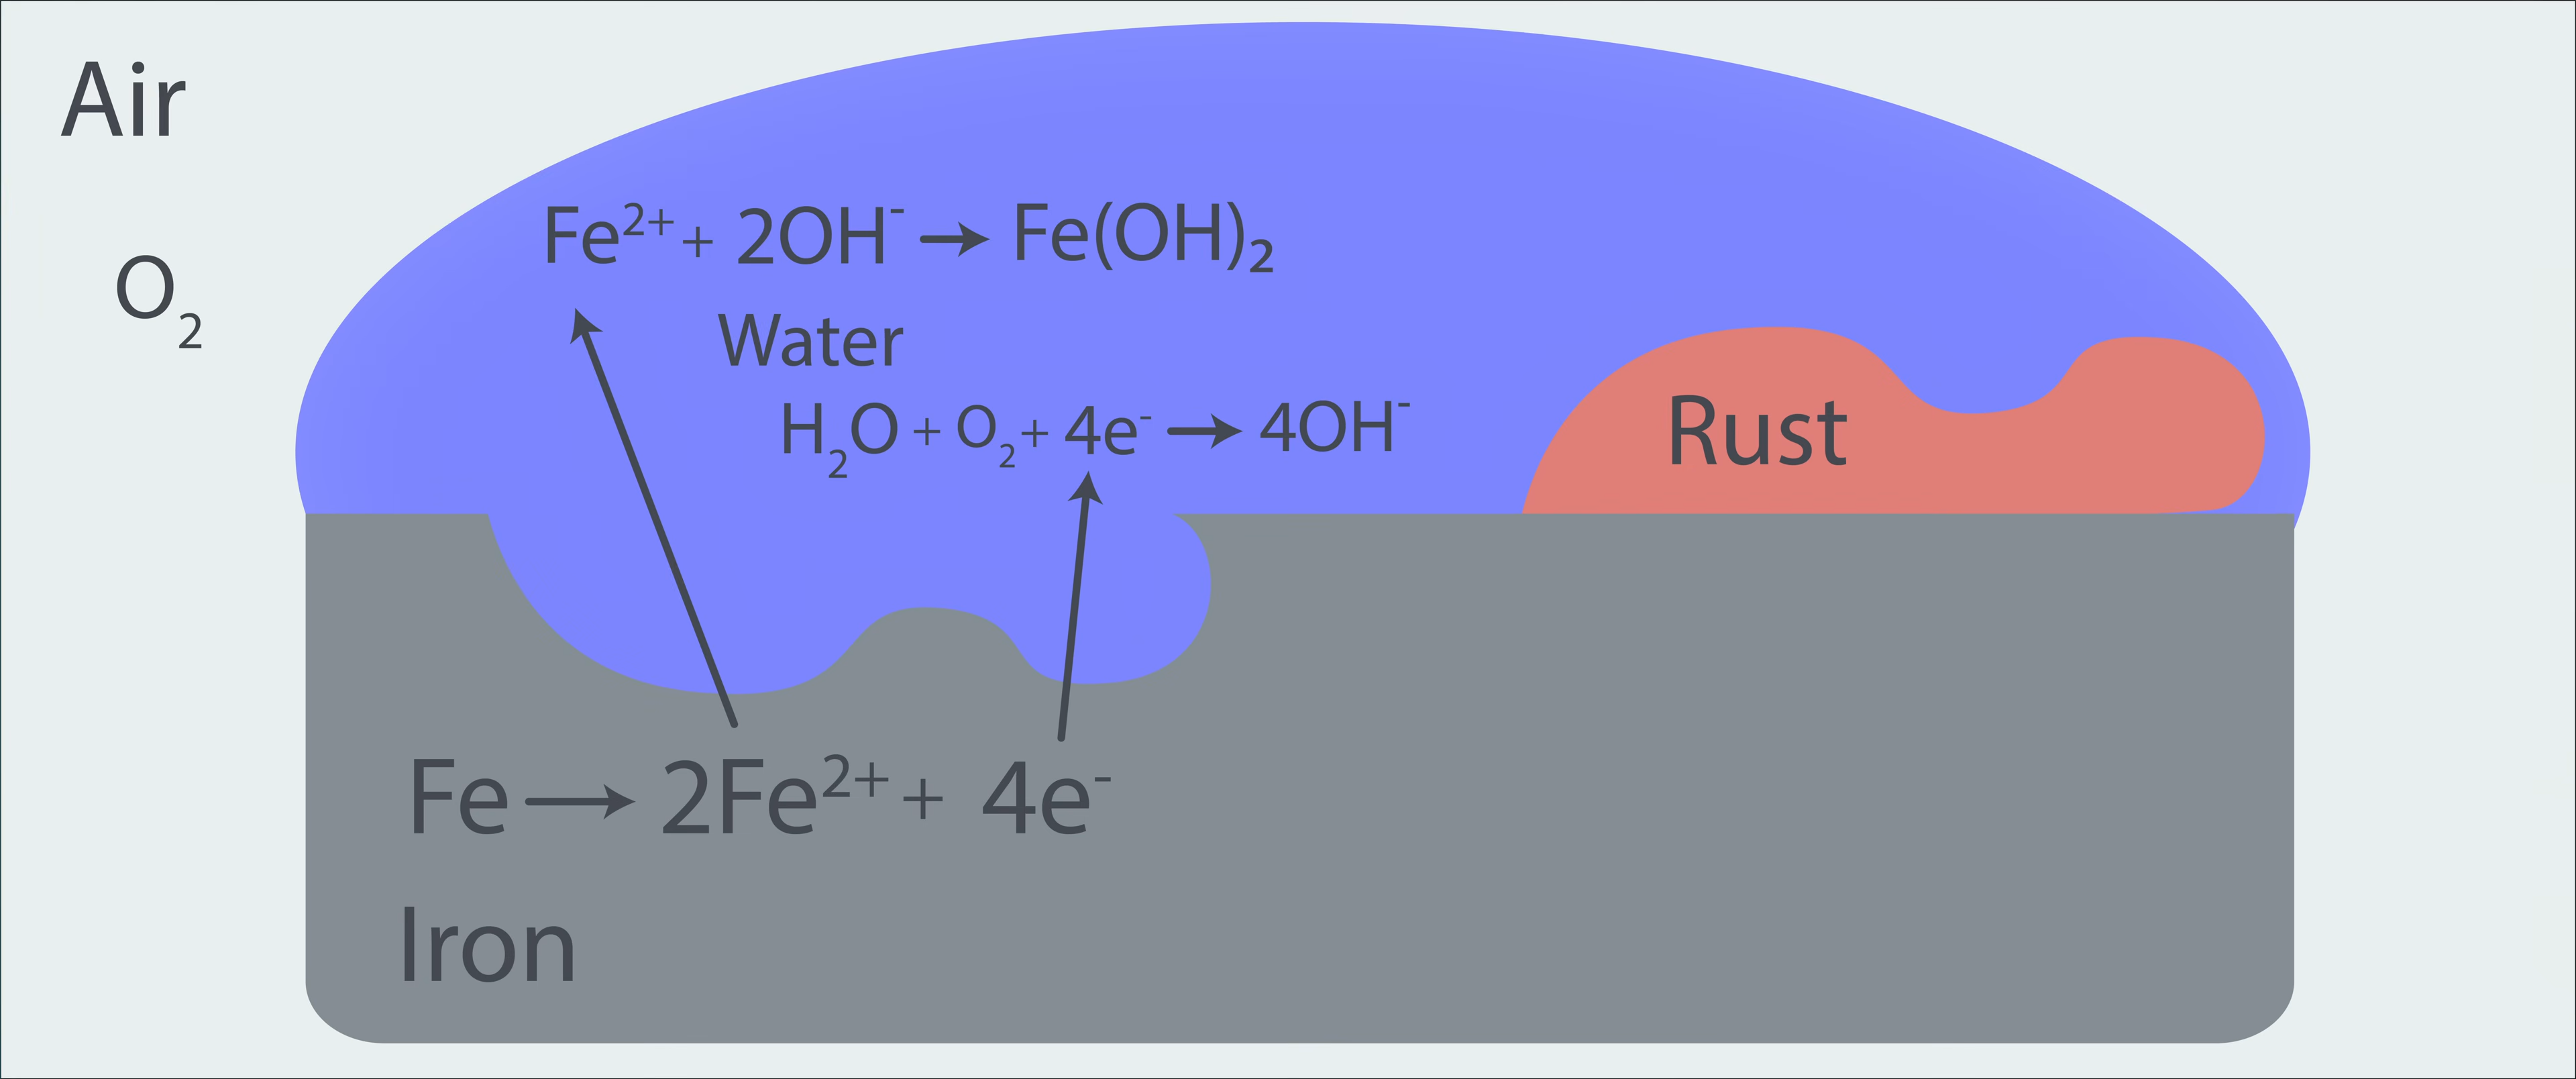 Air
O₂
Fe²⁺ + 2OH⁻ → Fe(OH)₂
Water
H₂O + O₂ + 4e⁻ → 4OH⁻
Rust
Fe → 2Fe²⁺ + 4e⁻
Iron